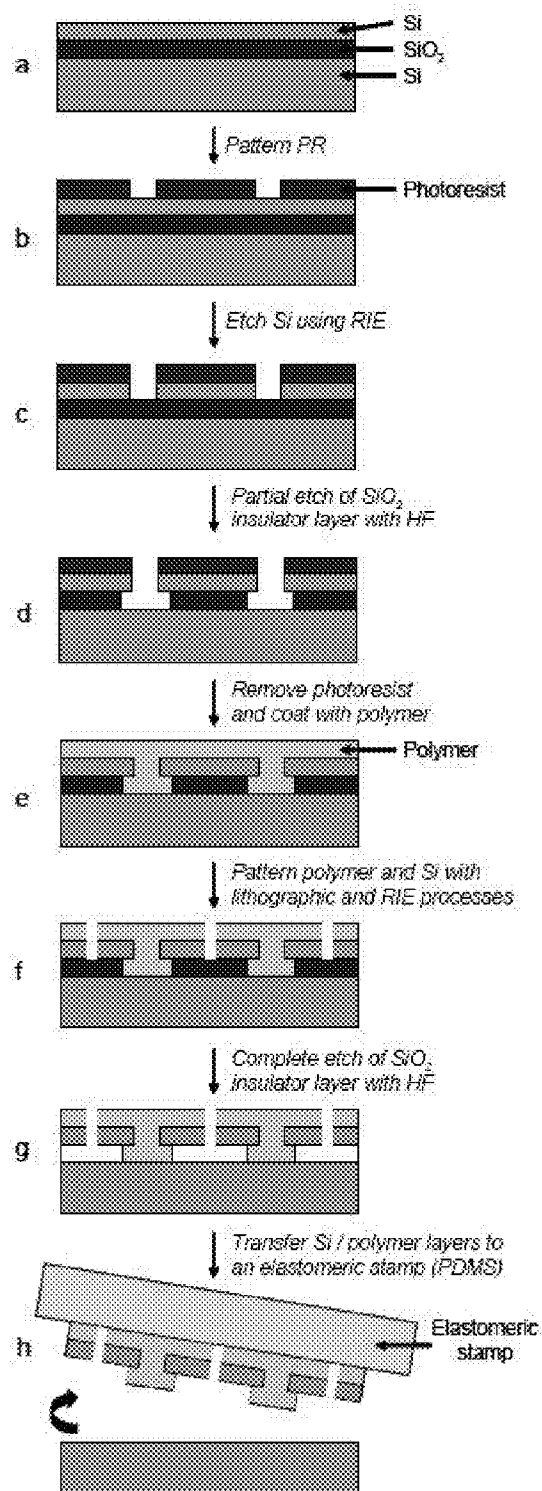 Si
SiO2
a
Si
Pattern PR
Photoresist
b
Etch Si using RIE
c
Partial etch of SiO2
insulator layer with HF
d
Remove photoresist
and coat with polymer
Polymer
e
Pattern polymer and Si with
lithographic and RIE processes
f
Complete etch of SiO2
insulator layer with HF
g
Transfer Si / polymer layers to
an elastomeric stamp (PDMS)
h
Elastomeric
stamp